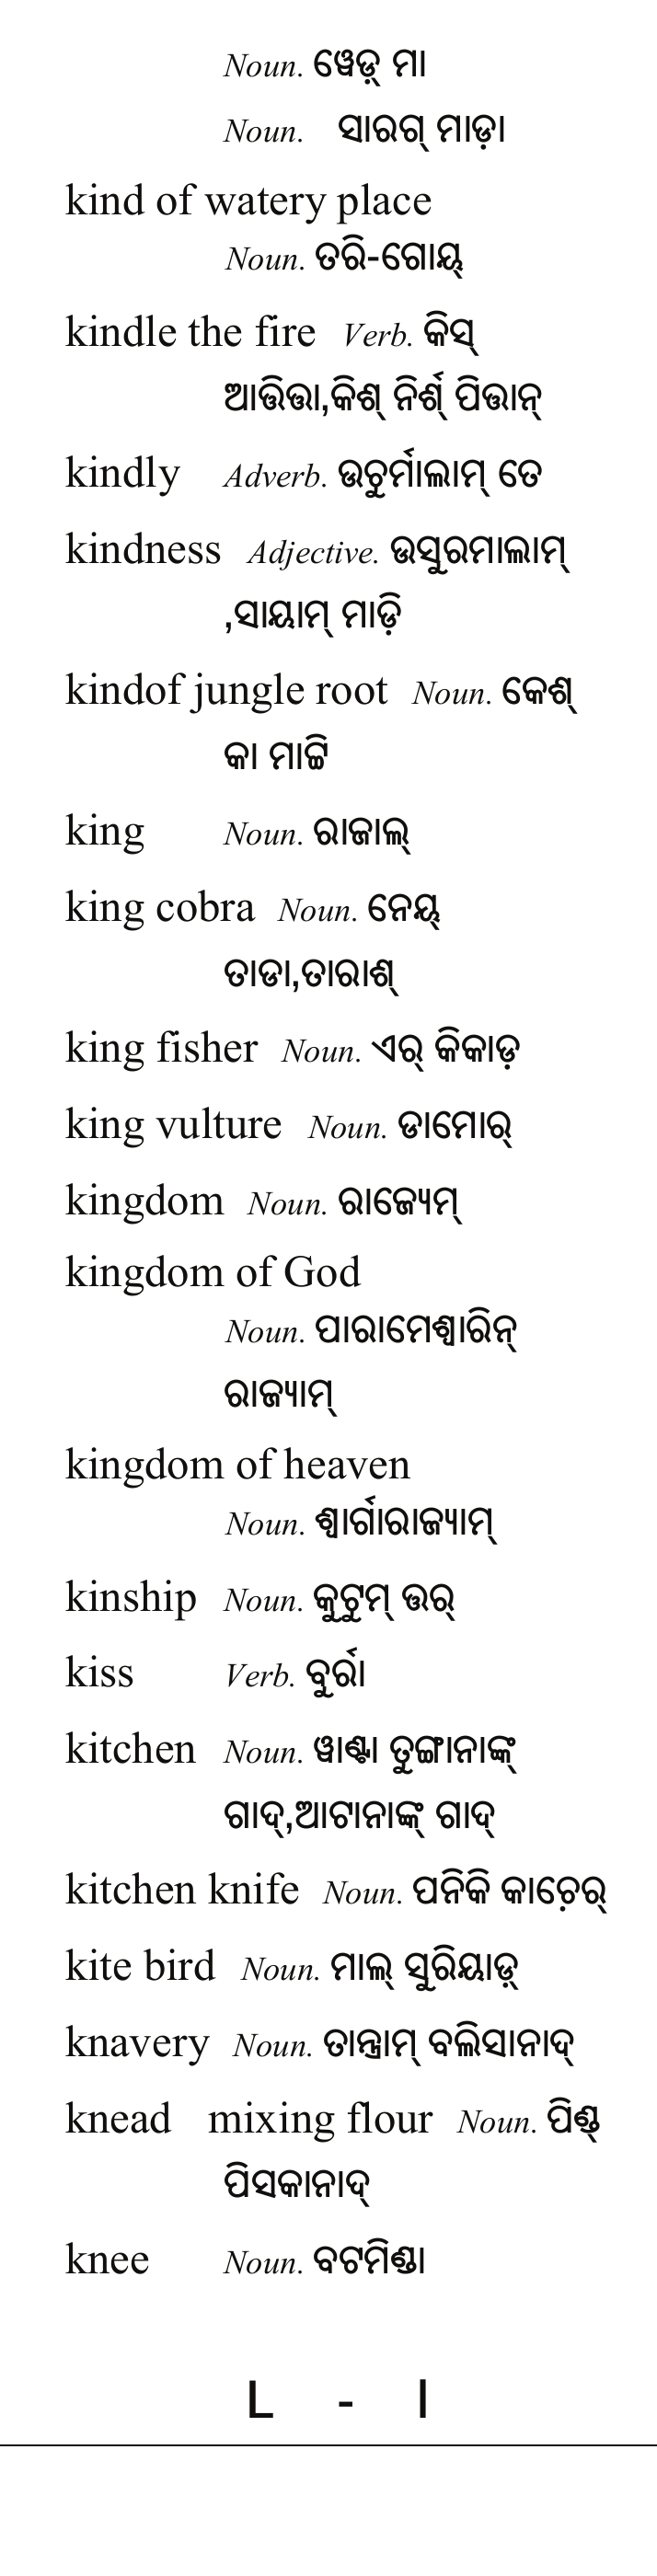 Noun. ୱେଡ଼୍ ମା
Noun. ସାରଗ୍ ମାଡ଼ା
kind of watery place
Noun. ତରି-ଗୋୟ୍
kindle the fire Verb. କିସ୍
ଆତ୍ତିତ୍ତା,କିଶ୍ ନିର୍ଶ୍ ପିତ୍ତାନ୍
kindly Adverb. ଉଚୁର୍ମାଲାମ୍ ତେ
kindness Adjective. ଉସୁରମାଲାମ୍
,ସାୟାମ୍ ମାଡ଼ି
kindof jungle root Noun. କେଶ୍
କା ମାଟ୍ଟି
king Noun. ରାଜାଲ୍
king cobra Noun. ନେୟ୍
ତାଡା,ତାରାଶ୍
king fisher Noun. ଏର୍ କିକାଡ଼
king vulture Noun. ଡାମୋର୍
kingdom Noun. ରାଜ୍ୟେମ୍
kingdom of God
Noun. ପାରାମେଶ୍ୱାରିନ୍
ରାଜ୍ୟାମ୍
kingdom of heaven
Noun. ଶ୍ୱାର୍ଗାରାଜ୍ୟାମ୍
kinship Noun. କୁଟୁମ୍ ଉର୍
kiss Verb. ବୁର୍ରା
kitchen Noun. ୱାଣ୍ଟା ତୁଙ୍ଗାନାଙ୍କ୍
ଗାଦ୍,ଆଟାନାଙ୍କ୍ ଗାଦ୍
kitchen knife Noun. ପନିକି କାଚେ଼ର୍
kite bird Noun. ମାଲ୍ ସୁରିୟାଡ଼୍
knavery Noun. ତାନ୍ତ୍ରାମ୍ ବଲିସାନାଦ୍
knead mixing flour Noun. ପିଣ୍ଡ୍
ପିସକାନାଦ୍
knee Noun. ବଟମିଣ୍ଡା
L - l